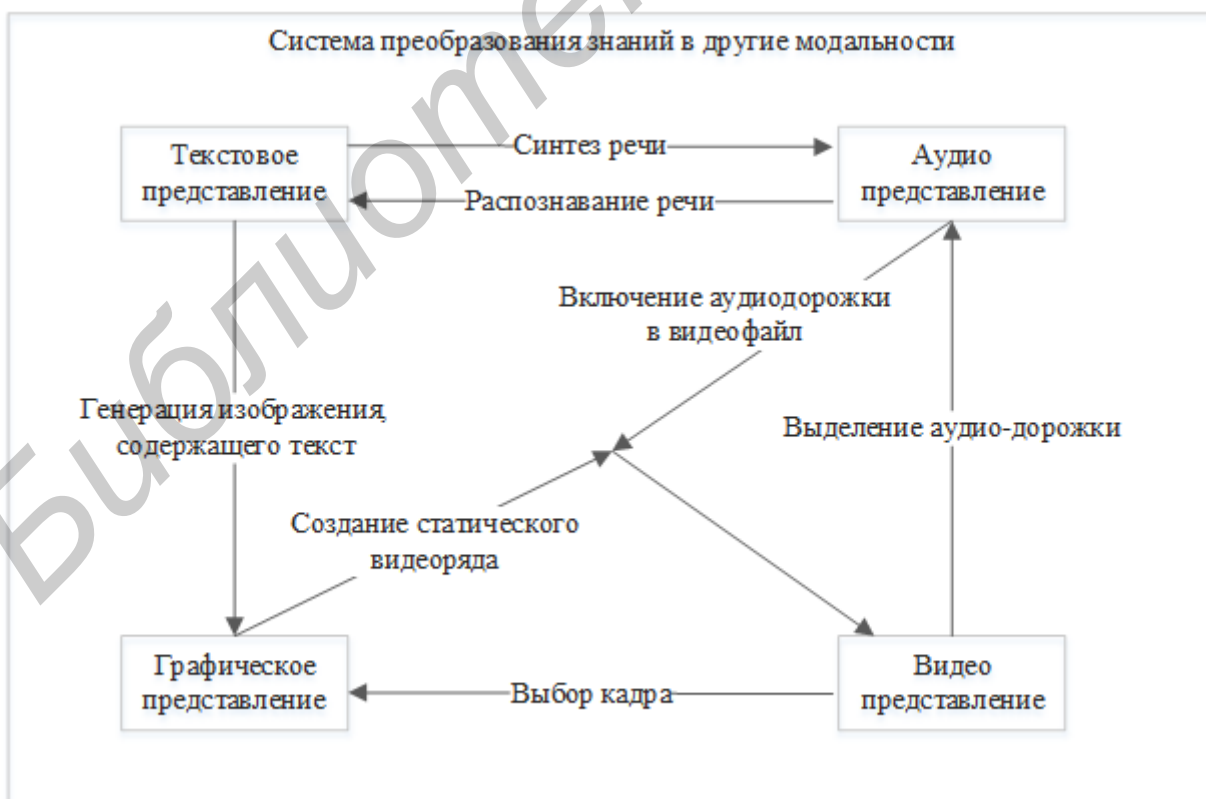 Система преобразования знаний в другие модальности
Текстовое
представление
Синтез речи
Аудио
представление
Распознавание речи
Включение аудиодорожки
в видеофайл
Генерация изображения,
содержащего текст
Выделение аудио-дорожки
Создание статического
видеоряда
Графическое
представление
Выбор кадра
Видео
представление